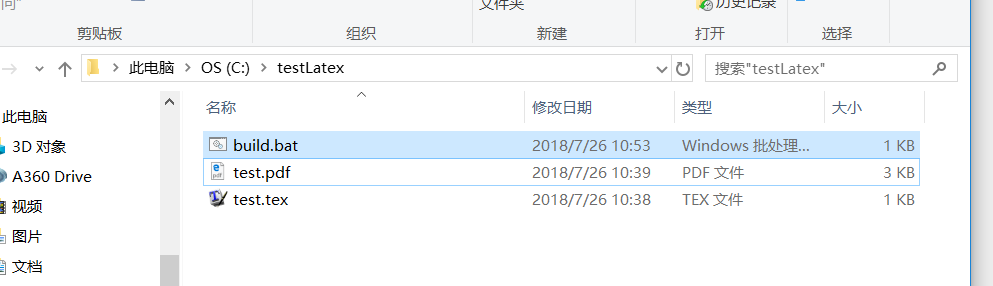 向"
文件夹
历史记录
剪贴板
组织
新建
打开
选择
此电脑 OS (C:) testLatex
搜索"testLatex"
名称 修改日期 类型 大小
此电脑
3D 对象
A360 Drive
视频
图片
文档
build.bat 2018/7/26 10:53 Windows 批处理... 1 KB
test.pdf 2018/7/26 10:39 PDF 文件 3 KB
test.tex 2018/7/26 10:38 TEX 文件 1 KB